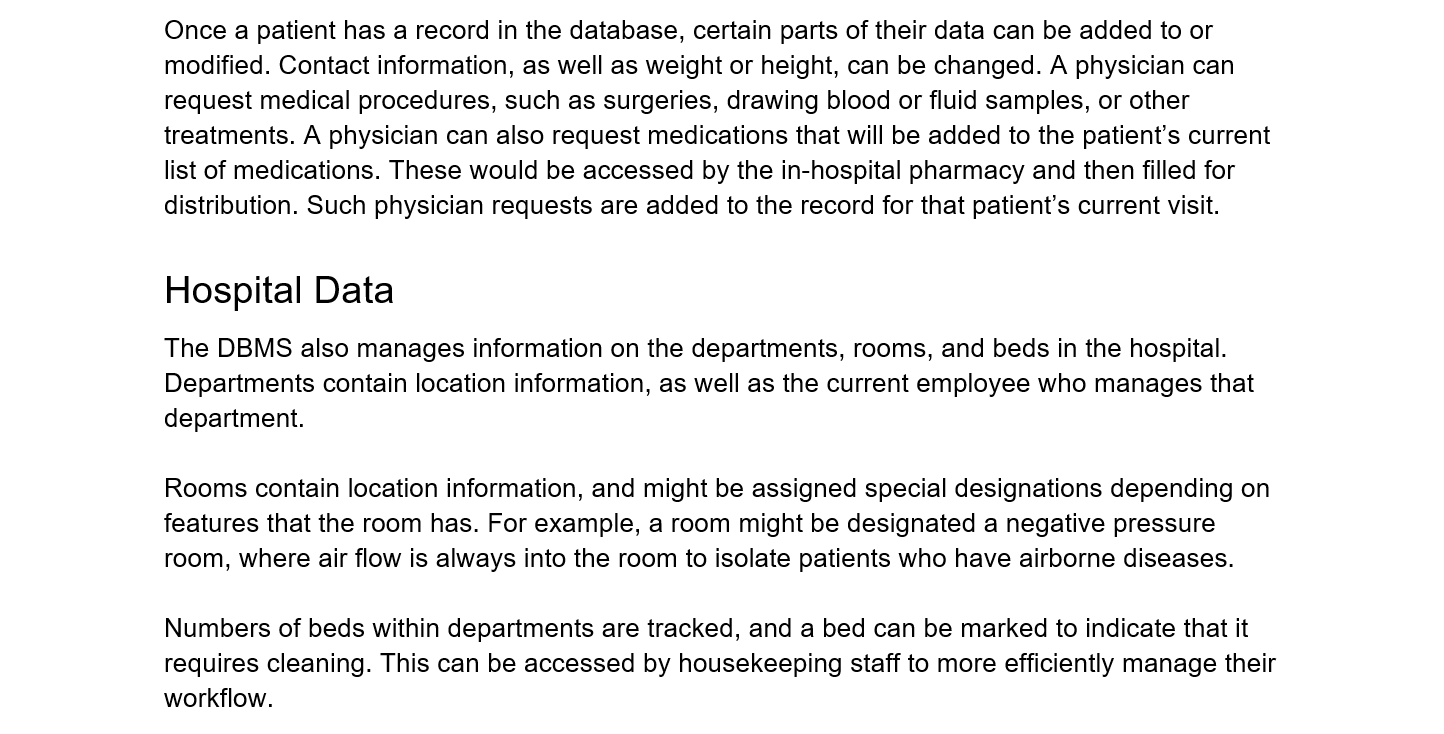 Once a patient has a record in the database, certain parts of their data can be added to or
modified. Contact information, as well as weight or height, can be changed. A physician can
request medical procedures, such as surgeries, drawing blood or fluid samples, or other
treatments. A physician can also request medications that will be added to the patient’s current
list of medications. These would be accessed by the in-hospital pharmacy and then filled for
distribution. Such physician requests are added to the record for that patient’s current visit.
Hospital Data
The DBMS also manages information on the departments, rooms, and beds in the hospital.
Departments contain location information, as well as the current employee who manages that
department.
Rooms contain location information, and might be assigned special designations depending on
features that the room has. For example, a room might be designated a negative pressure
room, where air flow is always into the room to isolate patients who have airborne diseases.
Numbers of beds within departments are tracked, and a bed can be marked to indicate that it
requires cleaning. This can be accessed by housekeeping staff to more efficiently manage their
workflow.